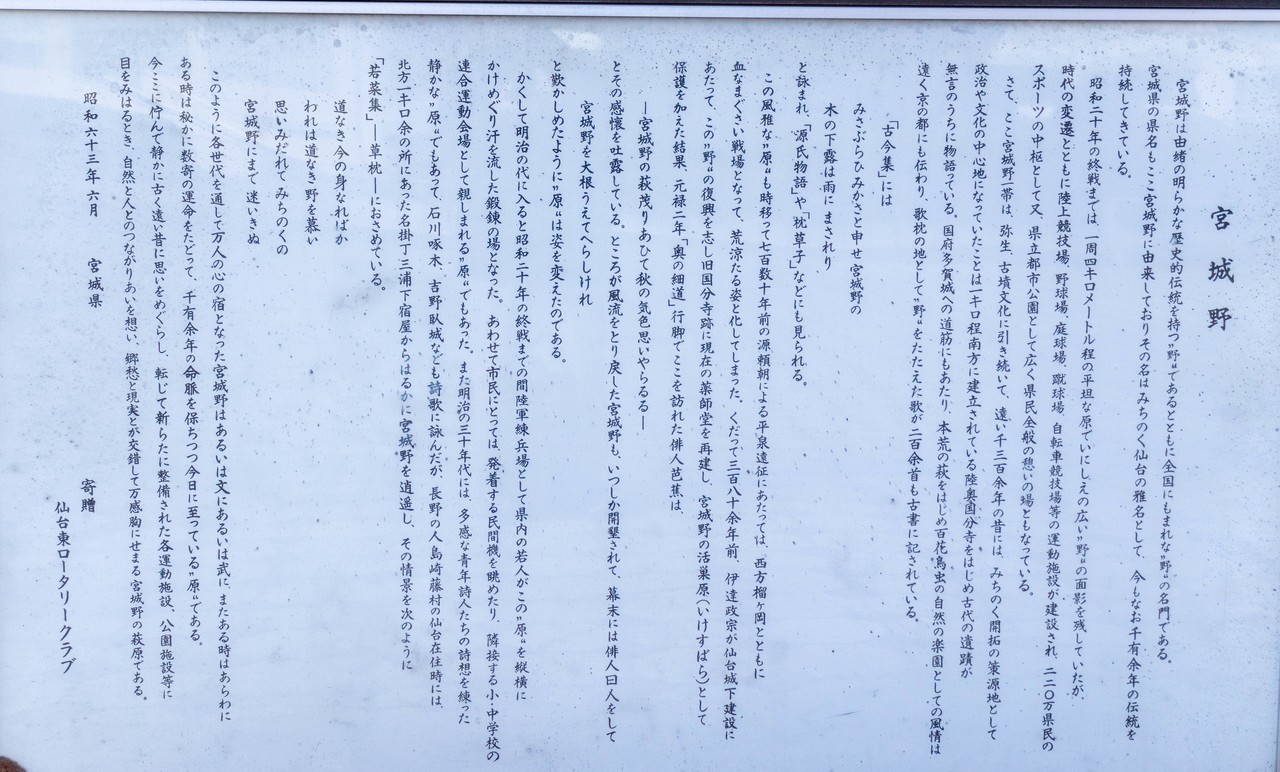 宮城野
宮城野は由緒の明らかな歴史的伝統を持つ"野"であるとともに全国にもまれな"野"の名門である。
宮城県の県名もここ宮城野に由来しておりその名はみちのく仙台の雅名として、今もなお千有余年の伝統を
持続してきている。
昭和二十年の終戦までは、一周四キロメートル程の平坦な原でいにしえの広い"野"の面影を残していたが、
時代の変遷とともに陸上競技場、野球場、庭球場、蹴球場、自転車競技場等の運動施設が建設され、二二〇万県民の
スポーツの中枢として又、県立都市公園として広く県民全般の憩いの場ともなっている。
さて、ここ宮城野一帯は、弥生、古墳文化に引き続いて、遠い千三百余年の昔には、みちのく開拓の策源地として
政治や文化の中心地になっていたことは一キロ程南方に建立されている陸奥国分寺をはじめ古代の遺蹟が
無言のうちに物語っている。国府多賀城への道筋にもあたり、本荒の萩をはじめ百花鳥虫の自然の楽園としての風情は
遠く京の都にも伝わり、歌枕の地として"野"をたたえた歌が二百余首も古書に記されている。
「古今集」には
みさぶらひみかさと申せ宮城野の
木の下露は雨にまされり
と詠まれ、「源氏物語」や「枕草子」などにも見られる。
この風雅な"原"も時移って七百数十年前の源頼朝による平泉遠征にあたっては、西方榴ヶ岡とともに
血なまぐさい戦場となって、荒涼たる姿と化してしまった。くだって三百八十余年前、伊達政宗が仙台城下建設に
あたって、この"野"の復興を志し旧国分寺跡に現在の薬師堂を再建し、宮城野の活巣原(いけすばら)として
保護を加えた結果、元禄二年「奥の細道」行脚でここを訪れた俳人芭蕉は、
―宮城野の萩茂りあひて秋の気色思いやらるる―
とその感懐を吐露している。ところが風流をとり戻した宮城野も、いつしか開墾されて、幕末には俳人曰人をして
宮城野を大根うえてへらしけれ
と歎かしめたように"原"は姿を変えたのである。
かくして明治の代に入ると昭和二十年の終戦までの間陸軍練兵場として県内の若人がこの"原"を縦横に
かけめぐり汗を流した鍛錬の場となった。あわせて市民にとっては、発着する民間機を眺めたり、隣接する小・中学校の
連合運動会場として親しまれる"原"でもあった。また明治の三十年代には、多感な青年詩人たちの詩想を練った
静かな"原"でもあって、石川啄木、吉野臥城なども詩歌に詠んだが、長野の人島崎藤村の仙台在住時には、
北方一キロ余の所にあった名掛丁三浦下宿屋からはるかに宮城野を逍遥し、その情景を次のように
「若菜集」―草枕―におさめている。
道なき今の身なればか
われは道なき野を慕い
思いみだれてみちのくの
宮城野にまで迷いきぬ
このように各世代を通して万人の心の宿となった宮城野はあるいは文にあるいは武に、またある時はあらわに
ある時は秘かに数寄の運命をたどって、千有余年の命脈を保ちつつ今日に至っている"原"である。
今ここに佇んで静かに古く遠い昔に思いをめぐらし、転じて新らたに整備された各運動施設、公園施設等に
目をみはるとき、自然と人とのつながりあいを想い、郷愁と現実とが交錯して万感胸にせまる宮城野の萩原である。
昭和六十三年六月 宮城県
寄贈
仙台東ロータリークラブ